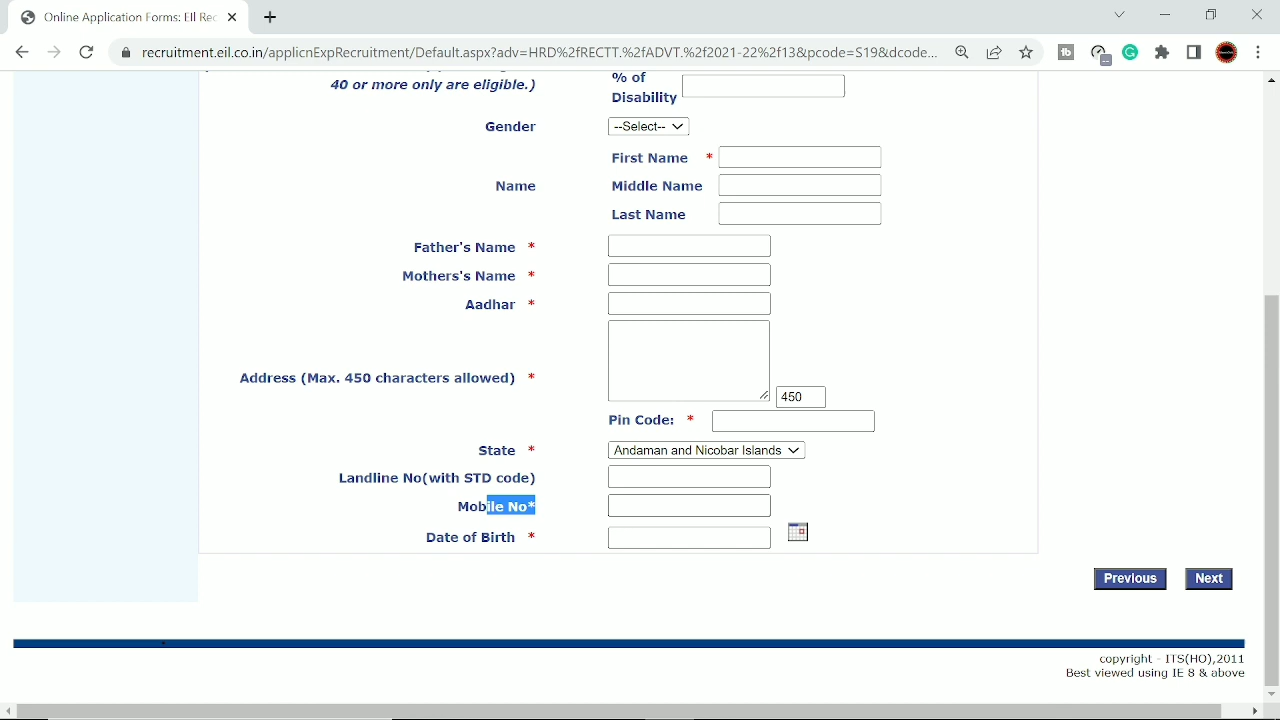 Online Application Forms: EIl Rec
recruitment.eil.co.in/applicnExpRecruitment/Default.aspx?adv=HRD%2fRECTT.%2fADVT.%2f2021-22%2f13&pcode=S19&dcode...
40 or more only are eligible.)
% of
Disability
Gender
--Select--
Name
First Name *
Middle Name
Last Name
Father's Name *
Mothers's Name *
Aadhar *
Address (Max. 450 characters allowed) *
450
Pin Code: *
State *
Andaman and Nicobar Islands
Landline No(with STD code)
Mobile No*
Date of Birth *
Previous
Next
copyright - ITS(HO),2011
Best viewed using IE 8 & above